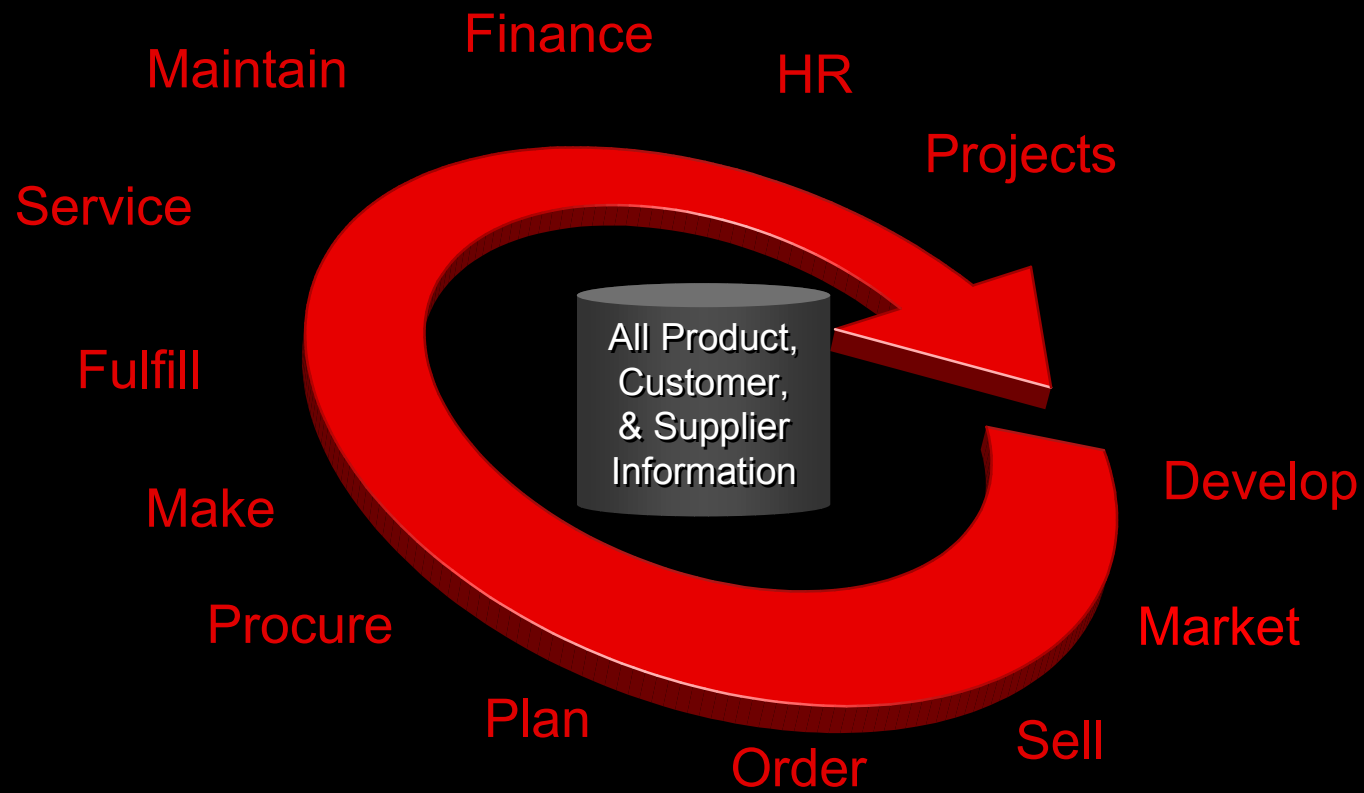 Finance
Maintain
HR
Projects
Service
All Product,
Customer,
& Supplier
Information
Fulfill
Develop
Make
Procure
Market
Plan
Sell
Order